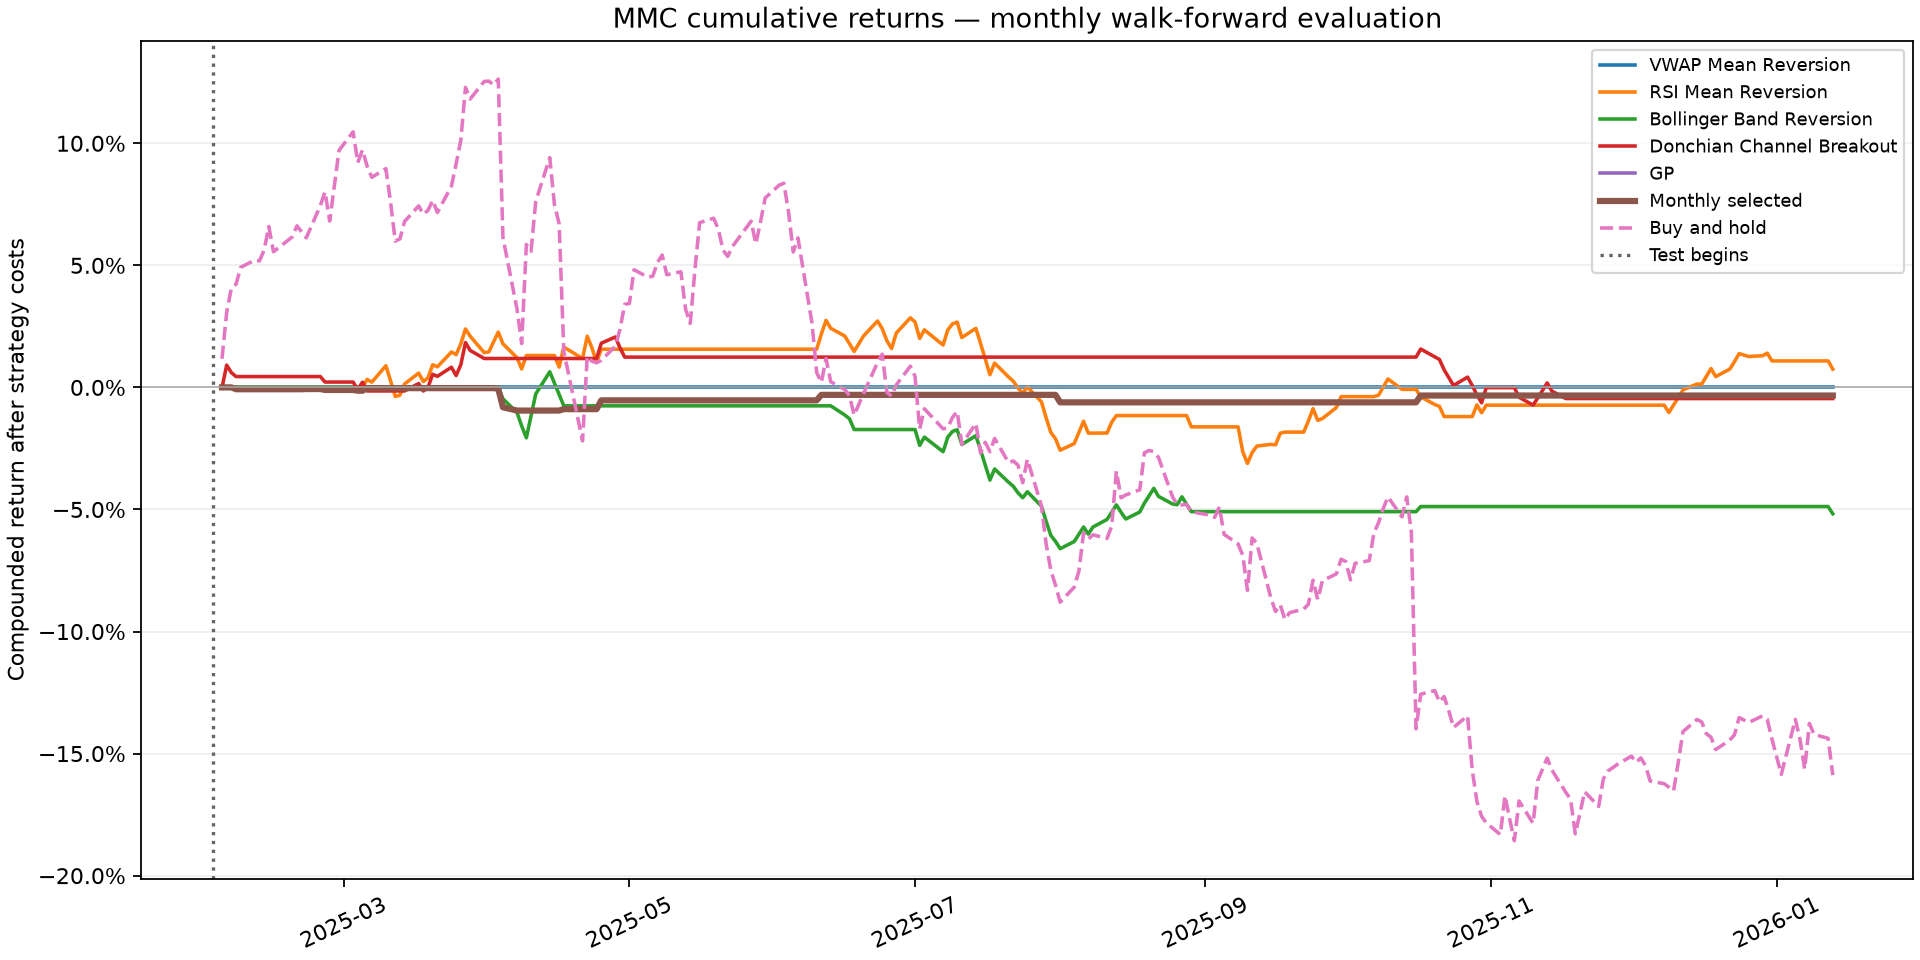 MMC cumulative returns — monthly walk-forward evaluation
VWAP Mean Reversion
RSI Mean Reversion
Bollinger Band Reversion
Donchian Channel Breakout
GP
Monthly selected
Buy and hold
Test begins
Compounded return after strategy costs
10.0%
5.0%
0.0%
−5.0%
−10.0%
−15.0%
−20.0%
2025-03
2025-05
2025-07
2025-09
2025-11
2026-01